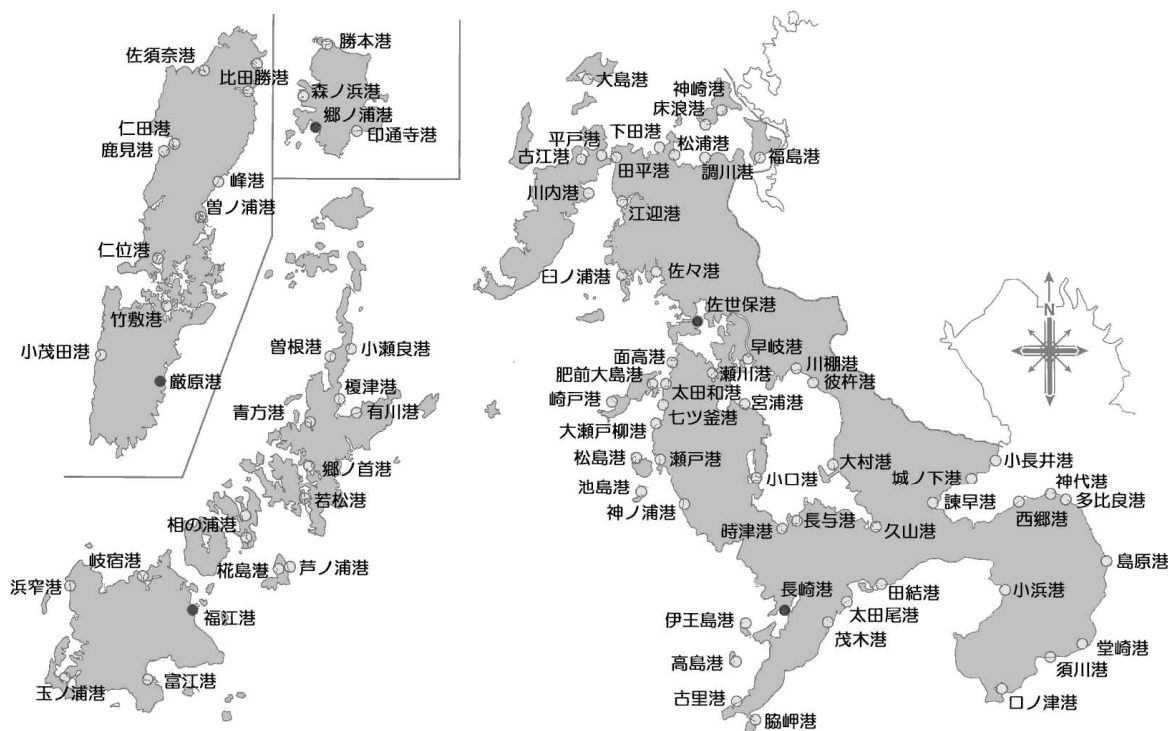 佐須奈港
比田勝港
仁田港
鹿見港
峰港
曽ノ浦港
仁位港
竹敷港
小茂田港
厳原港
勝本港
森ノ浜港
郷ノ浦港
印通寺港
曽根港
小瀬良港
榎津港
青方港
有川港
郷ノ首港
若松港
相の浦港
岐宿港
椛島港
芦ノ浦港
浜窄港
福江港
玉ノ浦港
富江港
大島港
神崎港
床浪港
下田港
平戸港
松浦港
古江港
田平港
調川港
福島港
川内港
江迎港
臼ノ浦港
佐々港
佐世保港
早岐港
面高港
瀬川港
川棚港
肥前大島港
太田和港
彼杵港
崎戸港
七ツ釜港
宮浦港
大瀬戸柳港
松島港
瀬戸港
大村港
小長井港
池島港
小口港
城ノ下港
神代港
神ノ浦港
諫早港
多比良港
西郷港
時津港
長与港
久山港
島原港
長崎港
田結港
小浜港
伊王島港
太田尾港
茂木港
堂崎港
高島港
須川港
古里港
口ノ津港
脇岬港
N